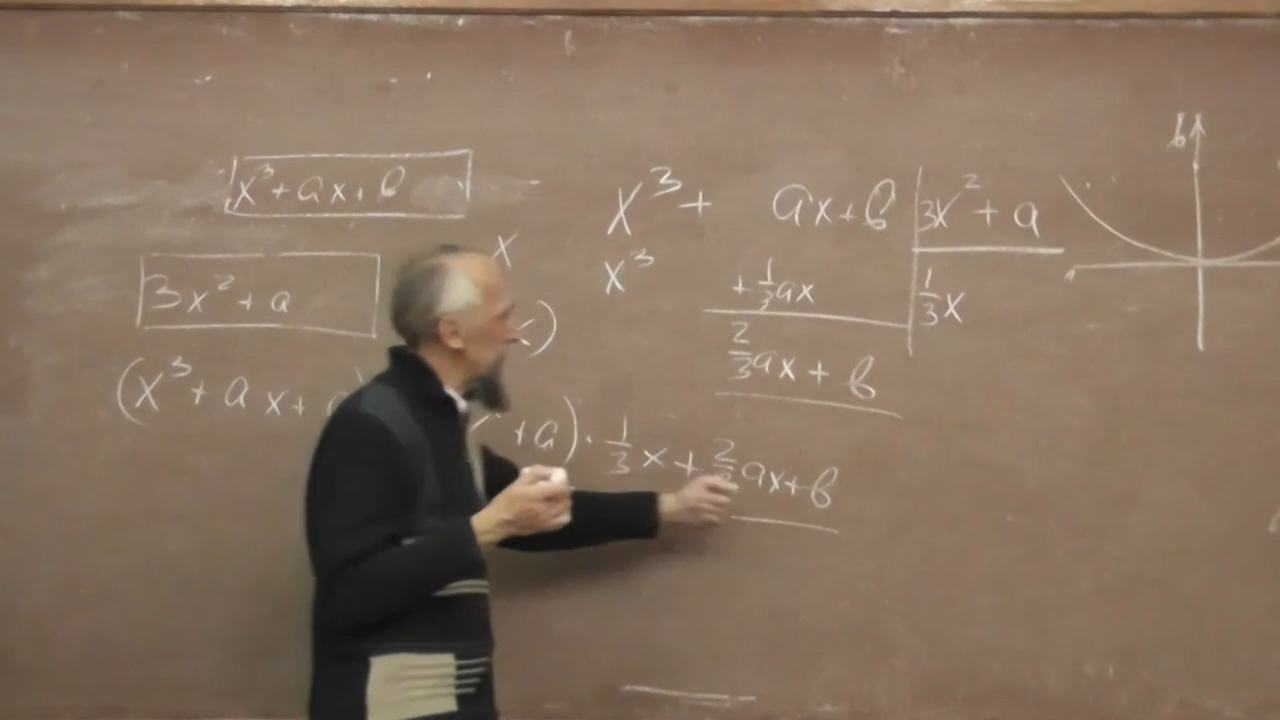 x³+ax+b
3x²+a
(x³+ax+
x
x)
+a)·⅓x+⅔ax+b
x³+ ax+b | 3x²+a
x³ +⅓ax | ⅓x
⅔ax+b
b